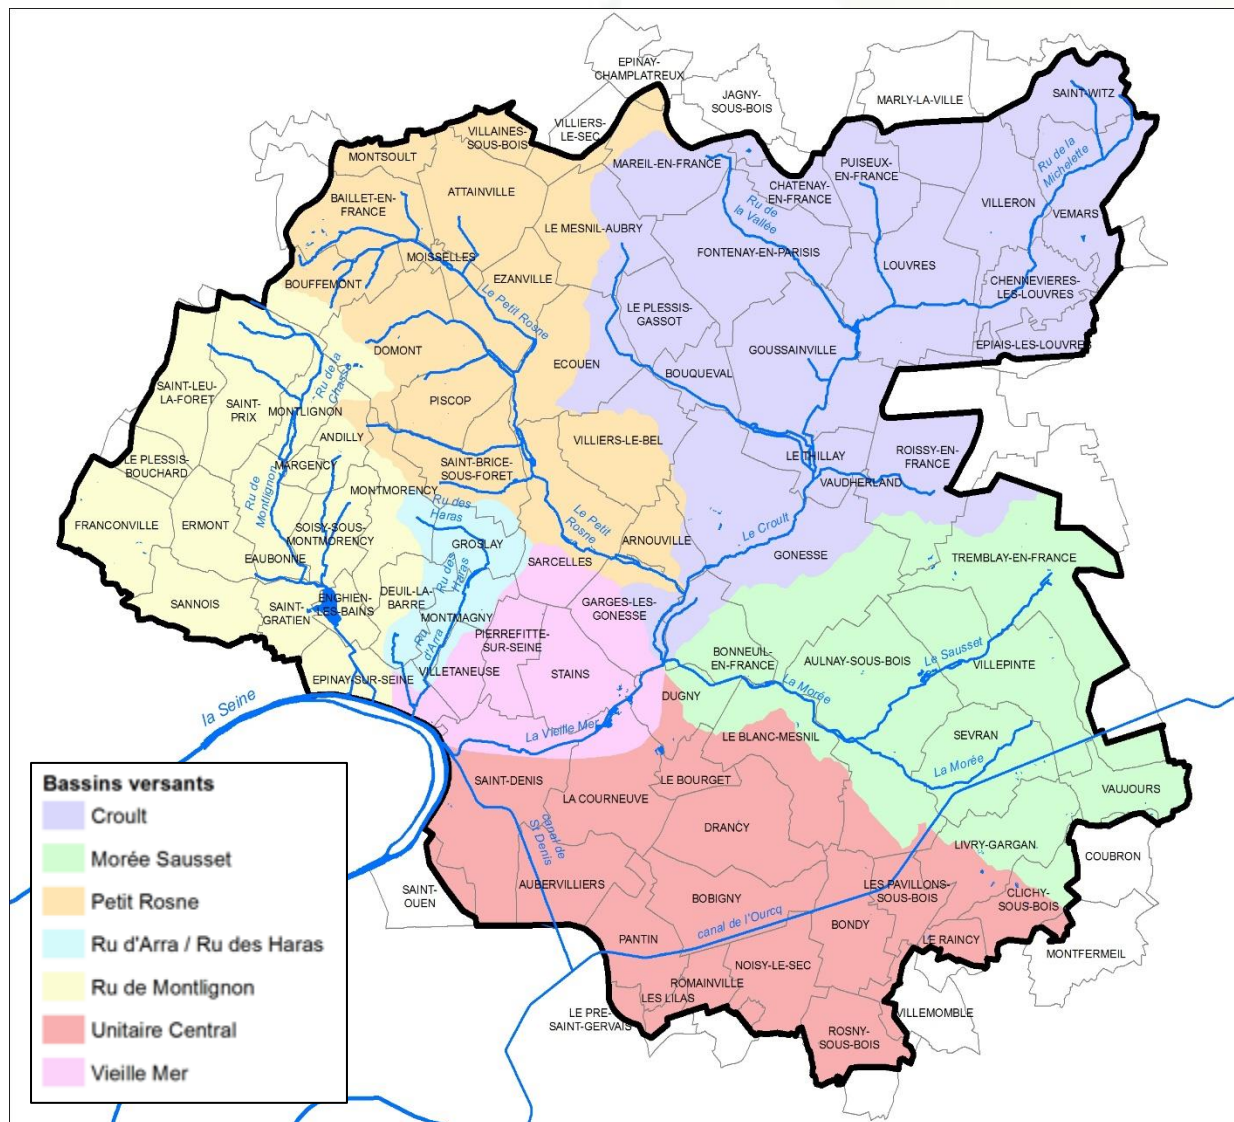 EPINAY-
CHAMPLATREUX
JAGNY-
SOUS-BOIS
MARLY-LA-VILLE
SAINT-WITZ
VILLIERS-
LE-SEC
VILLAINES-
SOUS-BOIS
MONTSOULT
MAREIL-EN-FRANCE
PUISEUX-
EN-FRANCE
Ru de la
Michelette
CHATENAY-
EN-FRANCE
ATTAINVILLE
BAILLET-EN-
FRANCE
Ru de
la Vallée
VILLERON
VEMARS
LE MESNIL-AUBRY
MOISSELLES
FONTENAY-EN-PARISIS
LOUVRES
BOUFFEMONT
EZANVILLE
CHENNEVIERES-
LES-LOUVRES
Le Petit Rosne
LE PLESSIS-
GASSOT
EPIAIS-LES-LOUVRES
DOMONT
GOUSSAINVILLE
ECOUEN
BOUQUEVAL
Ru de la
Chasse
SAINT-LEU-
LA-FORET
SAINT-
PRIX
MONTLIGNON
PISCOP
ANDILLY
VILLIERS-LE-BEL
LE PLESSIS-
BOUCHARD
MARGENCY
SAINT-BRICE-
SOUS-FORET
LE THILLAY
ROISSY-EN-
FRANCE
VAUDHERLAND
Ru de
Montlignon
MONTMORENCY
Ru des
Haras
FRANCONVILLE
ERMONT
SOISY-SOUS-
MONTMORENCY
Le Petit
Rosne
Le Croult
GROSLAY
ARNOUVILLE
GONESSE
TREMBLAY-EN-FRANCE
EAUBONNE
SARCELLES
Ru des
Haras
SANNOIS
SAINT-
GRATIEN
ENGHIEN-
LES-BAINS
DEUIL-LA-
BARRE
GARGES-LES-
GONESSE
MONTMAGNY
Ru
d'Arra
PIERREFITTE-
SUR-SEINE
BONNEUIL-
EN-FRANCE
AULNAY-SOUS-BOIS
Le Sausset
VILLEPINTE
EPINAY-SUR-SEINE
VILLETANEUSE
STAINS
La Morée
DUGNY
la Seine
La Vieille Mer
LE BLANC-MESNIL
SEVRAN
La Morée
SAINT-DENIS
LE BOURGET
VAUJOURS
LA COURNEUVE
DRANCY
canal de
St Denis
LIVRY-GARGAN
COUBRON
SAINT-
OUEN
AUBERVILLIERS
BOBIGNY
LES PAVILLONS-
SOUS-BOIS
CLICHY-
SOUS-BOIS
canal de l'Ourcq
BONDY
PANTIN
LE RAINCY
MONTFERMEIL
NOISY-LE-SEC
ROMAINVILLE
LES LILAS
LE PRE-
SAINT-GERVAIS
VILLEMOMBLE
ROSNY-
SOUS-BOIS
Bassins versants
Croult
Morée Sausset
Petit Rosne
Ru d'Arra / Ru des Haras
Ru de Montlignon
Unitaire Central
Vieille Mer